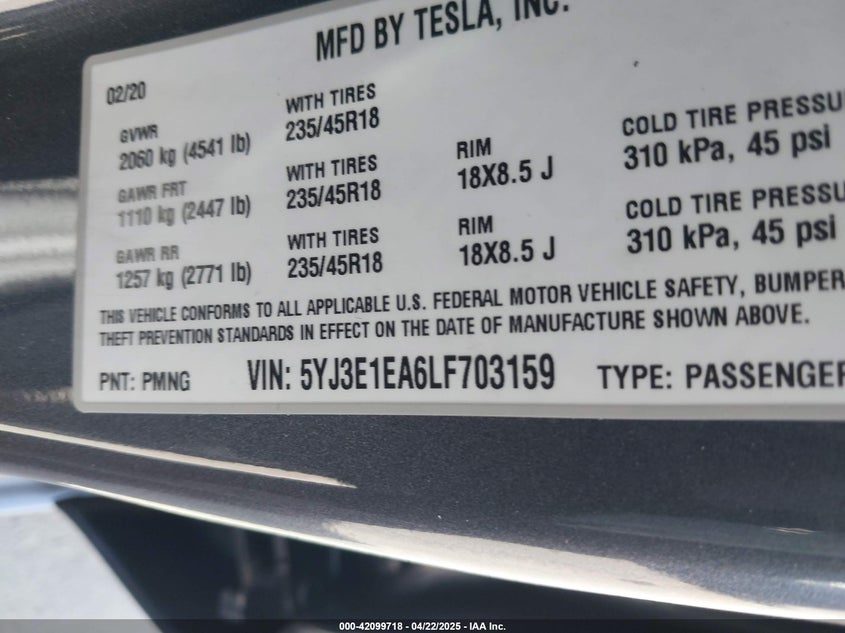 MFD BY TESLA, INC.
02/20
GVWR
2060 kg (4541 lb)
WITH TIRES
235/45R18
GAWR FRT
1110 kg (2447 lb)
WITH TIRES
235/45R18
RIM
18X8.5 J
COLD TIRE PRESSU
310 kPa, 45 psi
GAWR RR
1257 kg (2771 lb)
WITH TIRES
235/45R18
RIM
18X8.5 J
COLD TIRE PRESSU
310 kPa, 45 psi
THIS VEHICLE CONFORMS TO ALL APPLICABLE U.S. FEDERAL MOTOR VEHICLE SAFETY, BUMPER
THEFT PREVENTION STANDARDS IN EFFECT ON THE DATE OF MANUFACTURE SHOWN ABOVE.
PNT: PMNG VIN: 5YJ3E1EA6LF703159 TYPE: PASSENGER
000-42099718 - 04/22/2025 - IAA Inc.